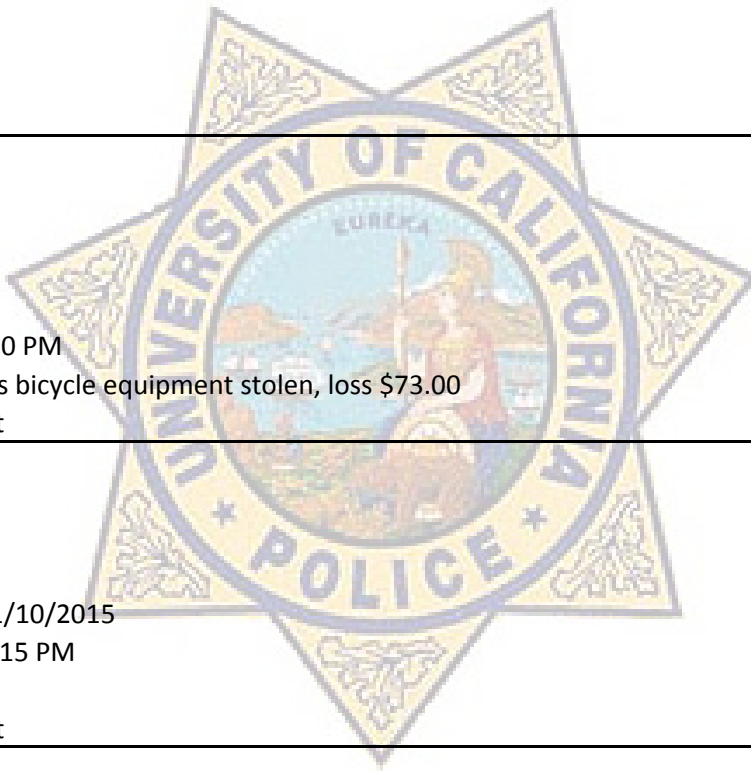 UNIVERSITY OF CALIFORNIA
EUREKA
0 PM
s bicycle equipment stolen, loss $73.00
t
/10/2015
15 PM
t
POLICE